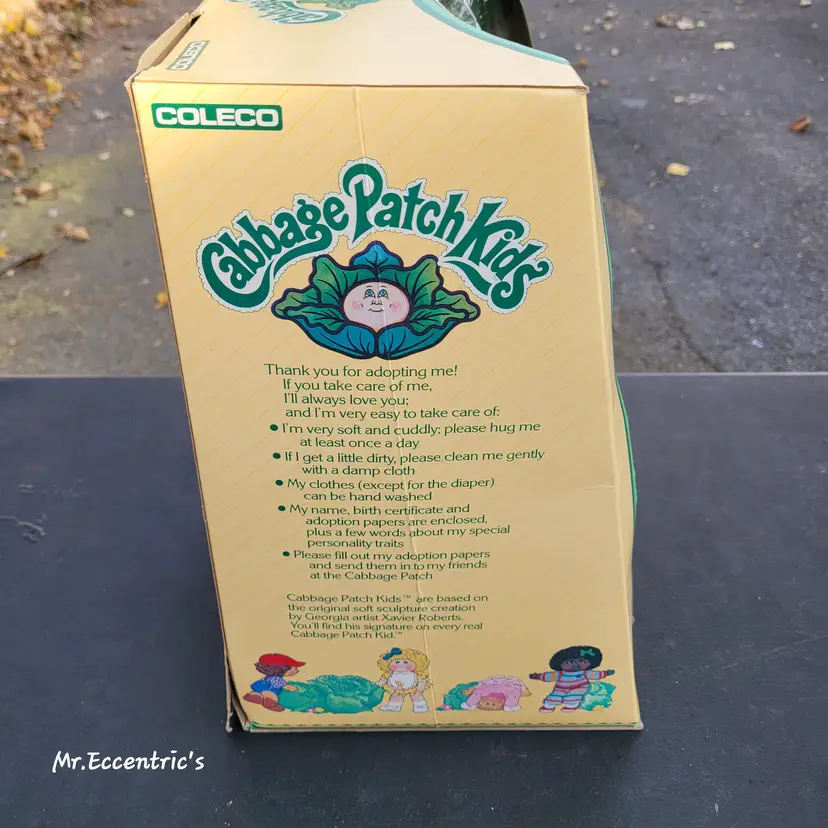 Cabbage
COLECO
COLECO
Cabbage Patch Kids
Thank you for adopting me!
If you take care of me,
I'll always love you;
and I'm very easy to take care of:
• I'm very soft and cuddly; please hug me
at least once a day
• If I get a little dirty, please clean me gently
with a damp cloth
• My clothes (except for the diaper)
can be hand washed
• My name, birth certificate and
adoption papers are enclosed,
plus a few words about my special
personality traits
• Please fill out my adoption papers
and send them in to my friends
at the Cabbage Patch
Cabbage Patch Kids™ are based on
the original soft sculpture creation
by Georgia artist Xavier Roberts.
You'll find his signature on every real
Cabbage Patch Kid.™
Mr.Eccentric's